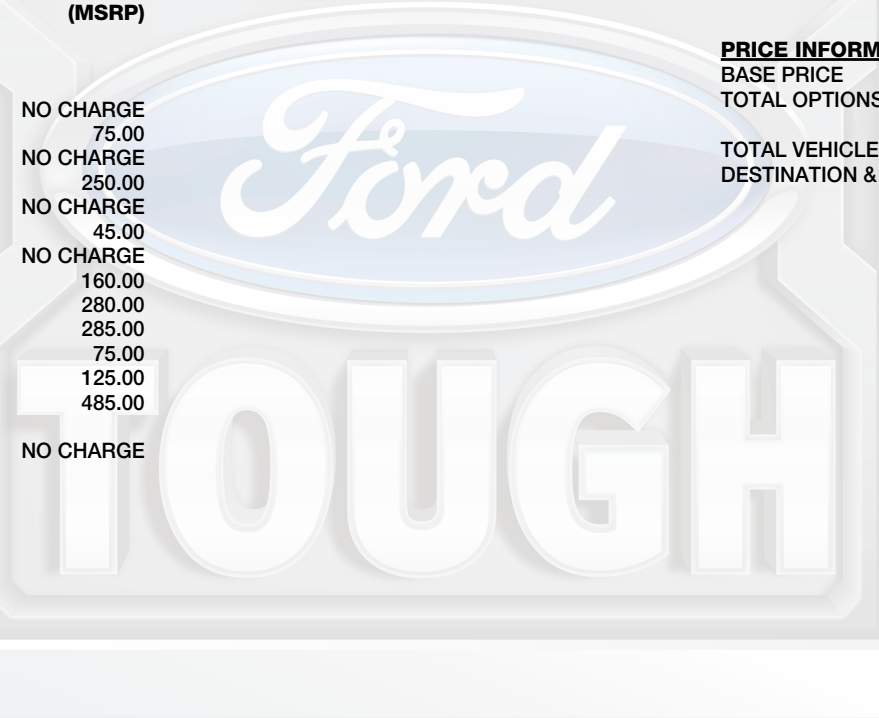 (MSRP)
NO CHARGE
75.00
NO CHARGE
250.00
NO CHARGE
45.00
NO CHARGE
160.00
280.00
285.00
75.00
125.00
485.00
NO CHARGE
PRICE INFORM
BASE PRICE
TOTAL OPTIONS
TOTAL VEHICLE
DESTINATION &
Ford
TOUGH